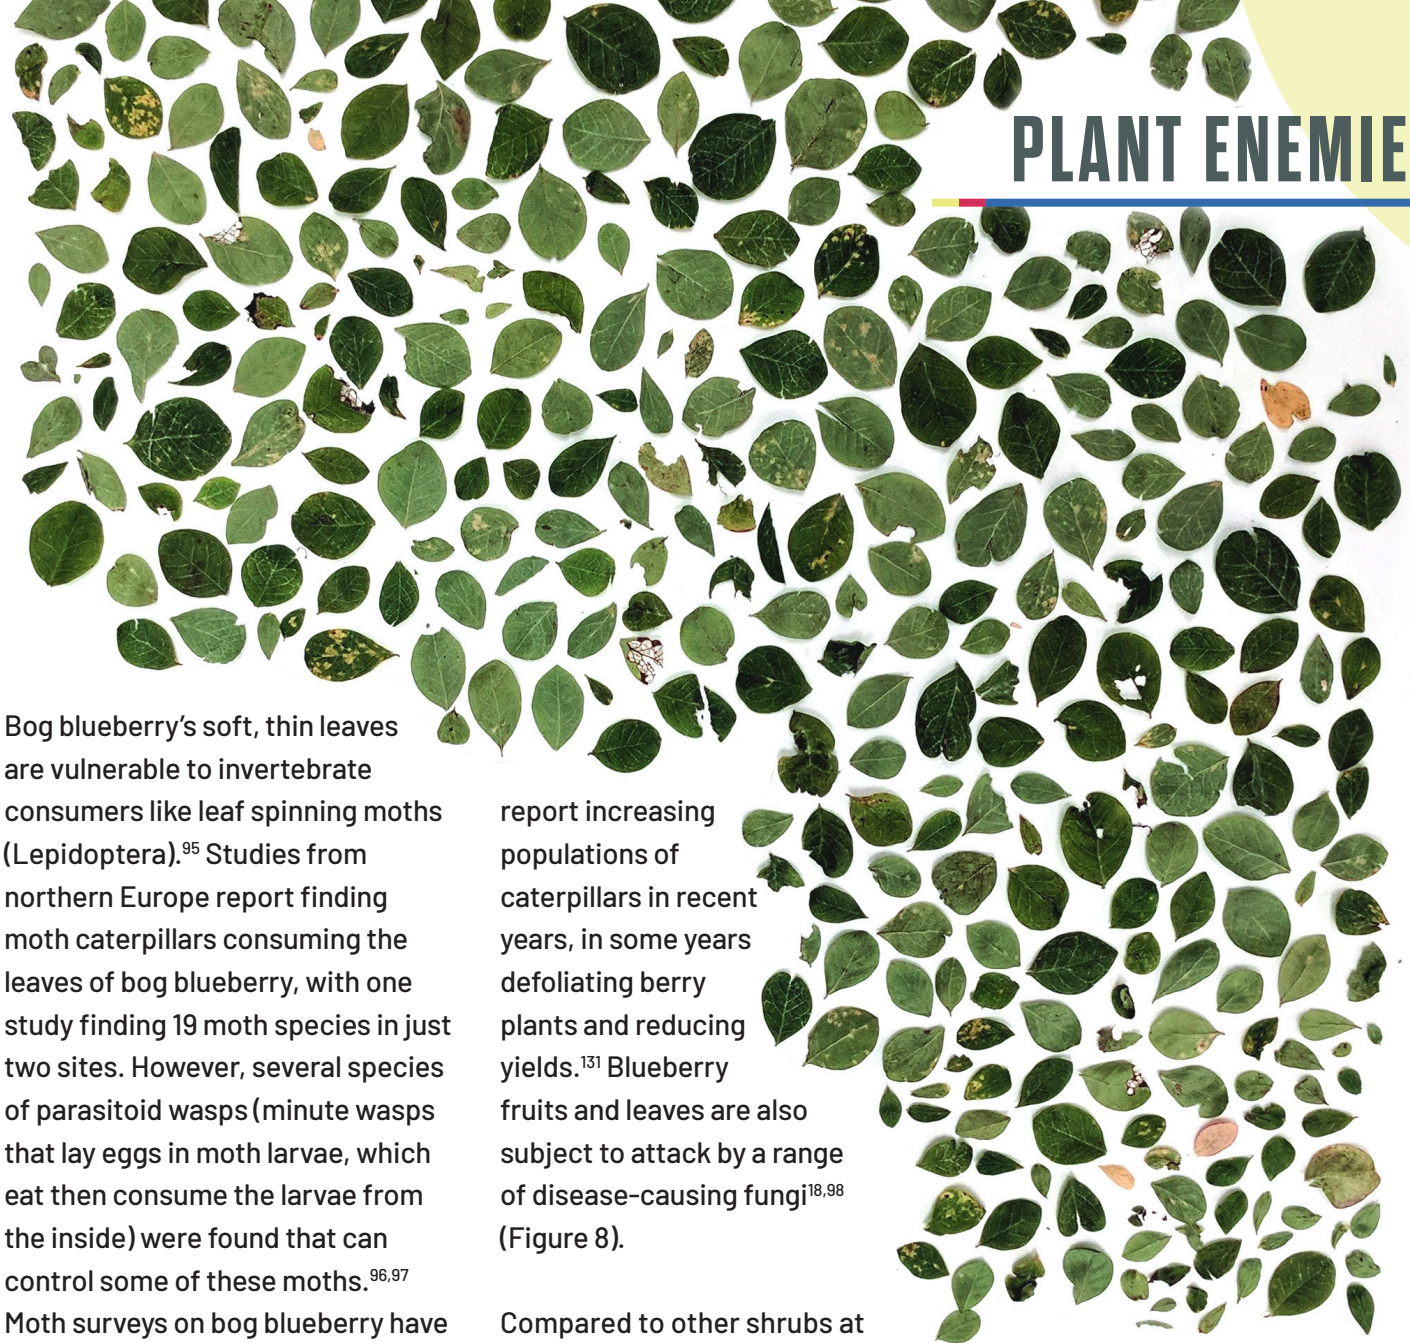 PLANT ENEMIE
Bog blueberry’s soft, thin leaves
are vulnerable to invertebrate
consumers like leaf spinning moths
(Lepidoptera).95 Studies from
northern Europe report finding
moth caterpillars consuming the
leaves of bog blueberry, with one
study finding 19 moth species in just
two sites. However, several species
of parasitoid wasps (minute wasps
that lay eggs in moth larvae, which
eat then consume the larvae from
the inside) were found that can
control some of these moths.96,97
Moth surveys on bog blueberry have
report increasing
populations of
caterpillars in recent
years, in some years
defoliating berry
plants and reducing
yields.131 Blueberry
fruits and leaves are also
subject to attack by a range
of disease-causing fungi18,98
(Figure 8).
Compared to other shrubs at